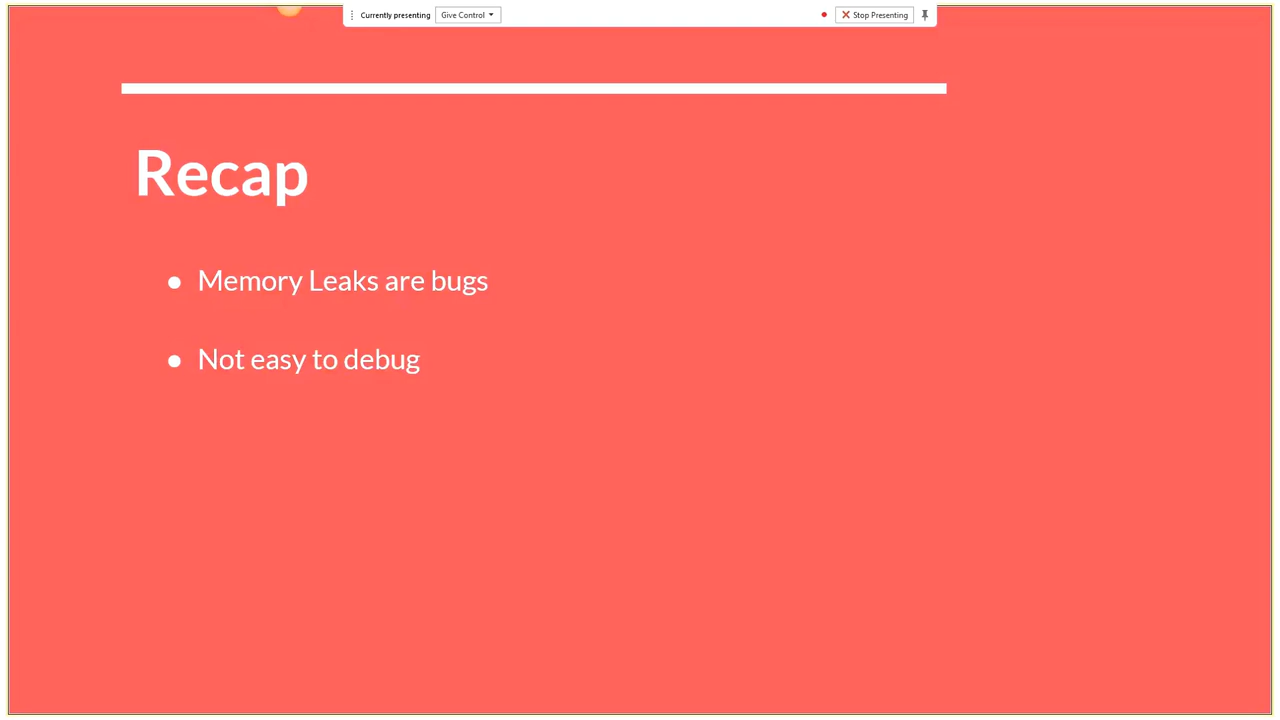 Currently presenting
Give Control
Stop Presenting
Recap
● Memory Leaks are bugs
● Not easy to debug